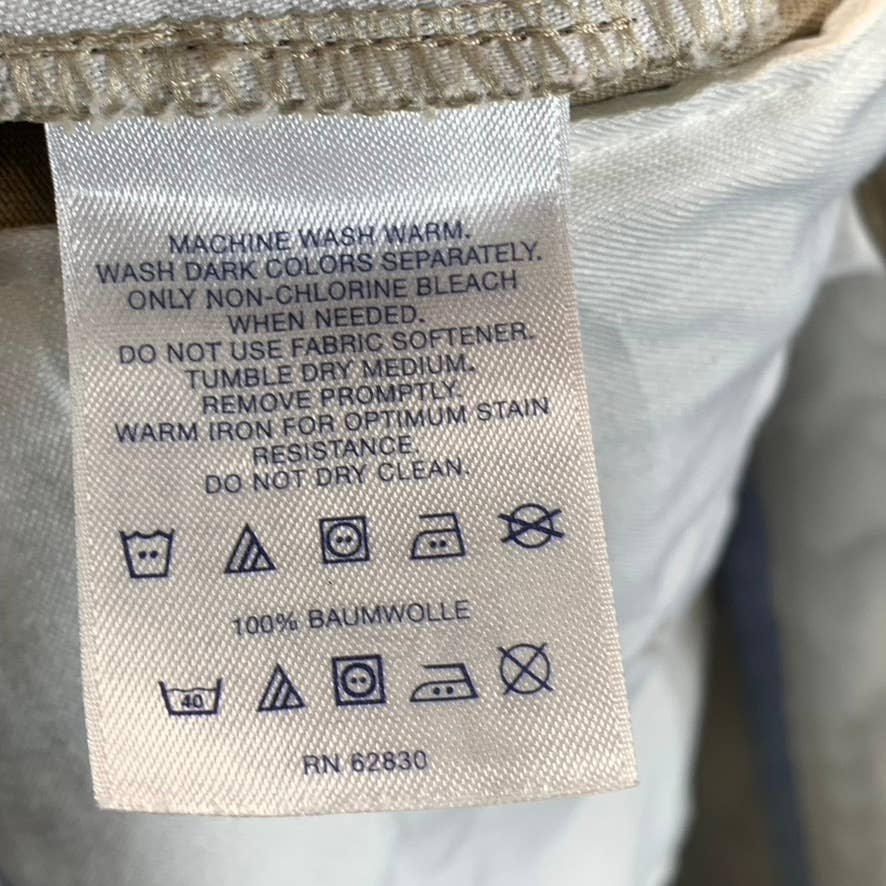 MACHINE WASH WARM.
WASH DARK COLORS SEPARATELY.
ONLY NON-CHLORINE BLEACH
WHEN NEEDED.
DO NOT USE FABRIC SOFTENER.
TUMBLE DRY MEDIUM.
REMOVE PROMPTLY.
WARM IRON FOR OPTIMUM STAIN
RESISTANCE.
DO NOT DRY CLEAN.
100% BAUMWOLLE
40
RN 62830